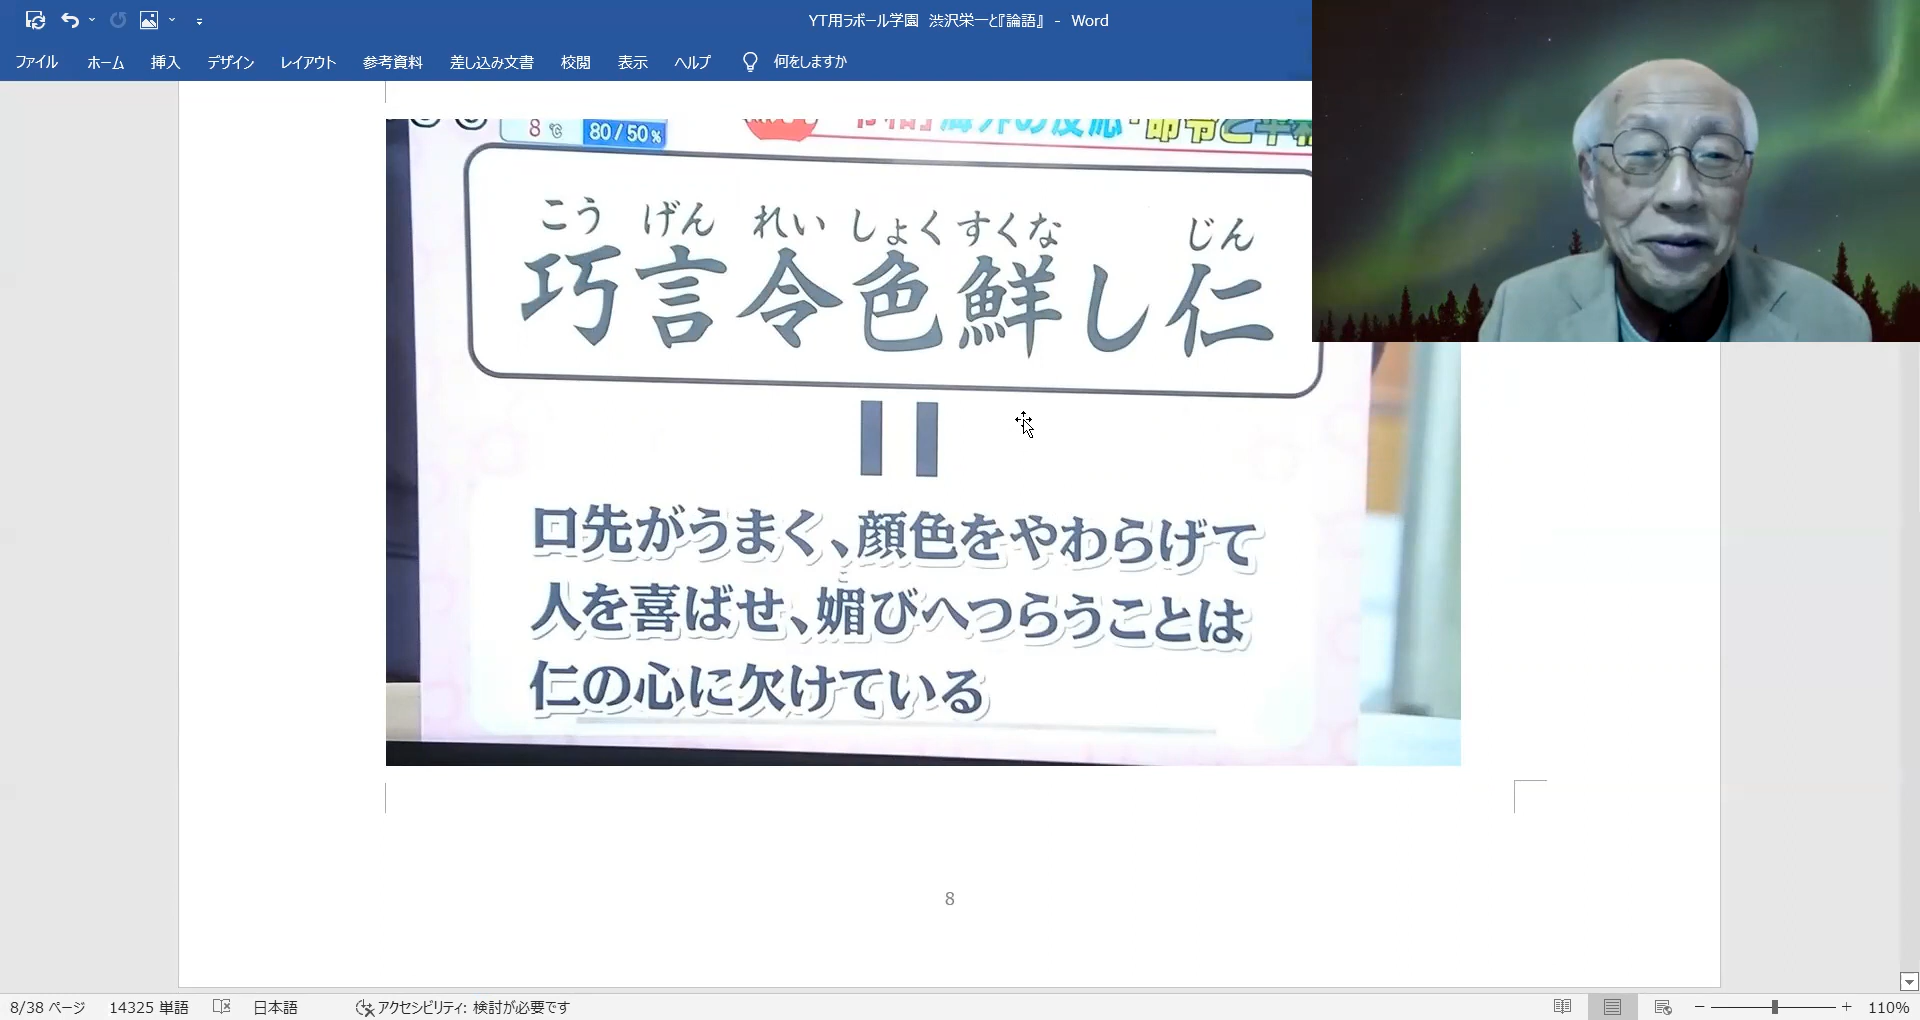 YT用ラボール学園 渋沢栄一と『論語』 - Word
ファイル ホーム 挿入 デザイン レイアウト 参考資料 差し込み文書 校閲 表示 ヘルプ 何をしますか
8℃ 80/50%
海外の反応
こう げん れい しょく すくな じん
巧言令色鮮し仁
口先がうまく、顔色をやわらげて
人を喜ばせ、媚びへつらうことは
仁の心に欠けている
8
8/38 ページ 14325 単語 日本語 アクセシビリティ: 検討が必要です 110%